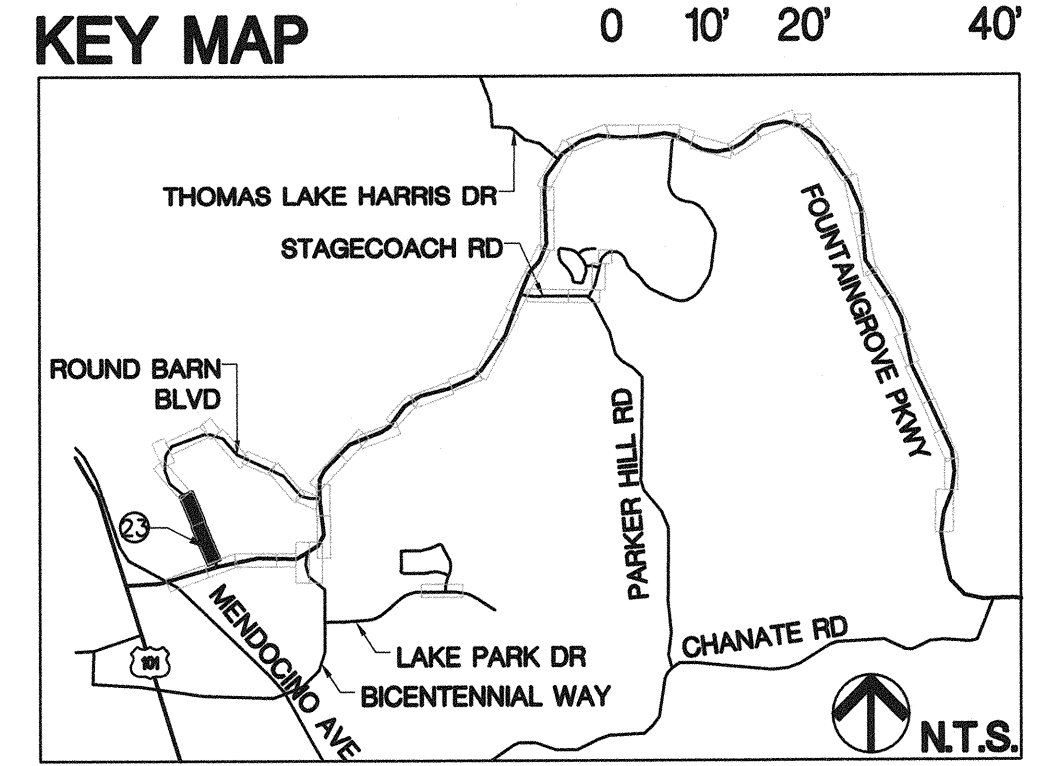 KEY MAP
0 10' 20' 40'
THOMAS LAKE HARRIS DR
STAGECOACH RD
FOUNTAINGROVE PKWY
ROUND BARN
BLVD
PARKER HILL RD
23
MENDOCINO AVE
CHANATE RD
LAKE PARK DR
101
BICENTENNIAL WAY
N.T.S.